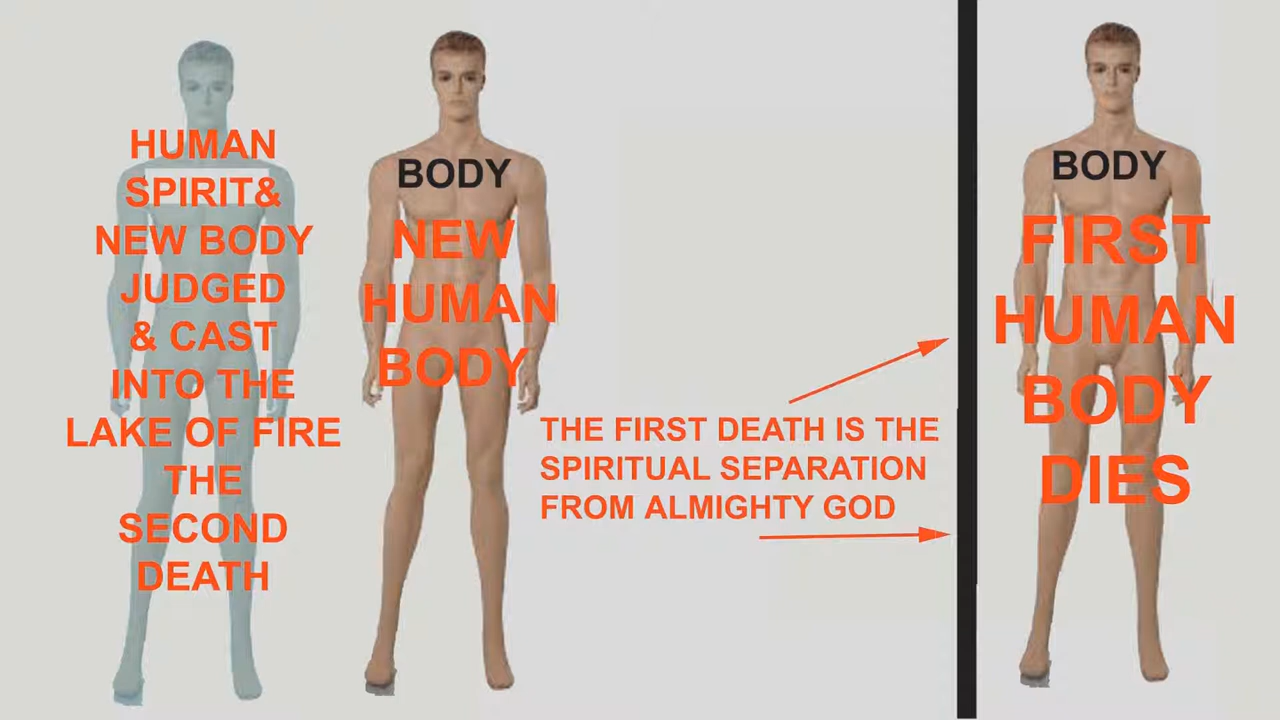 HUMAN
SPIRIT&
NEW BODY
JUDGED
& CAST
INTO THE
LAKE OF FIRE
THE
SECOND
DEATH
BODY
NEW
HUMAN
BODY
THE FIRST DEATH IS THE
SPIRITUAL SEPARATION
FROM ALMIGHTY GOD
BODY
FIRST
HUMAN
BODY
DIES